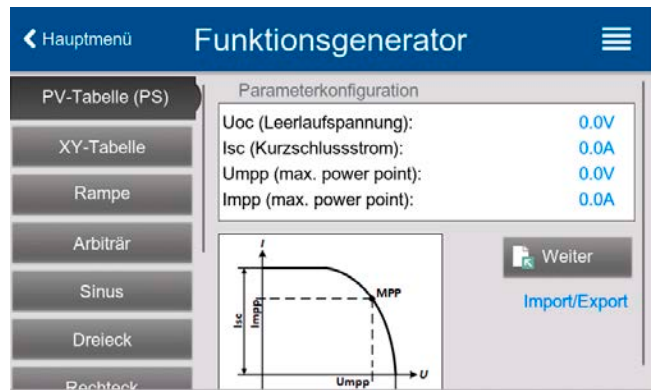 Hauptmenü
Funktionsgenerator
PV-Tabelle (PS)
XY-Tabelle
Rampe
Arbiträr
Sinus
Dreieck
Rechteck
Parameterkonfiguration
Uoc (Leerlaufspannung): 0.0V
Isc (Kurzschlussstrom): 0.0A
Umpp (max. power point): 0.0V
Impp (max. power point): 0.0A
I
MPP
Isc
Impp
Umpp
U
Weiter
Import/Export